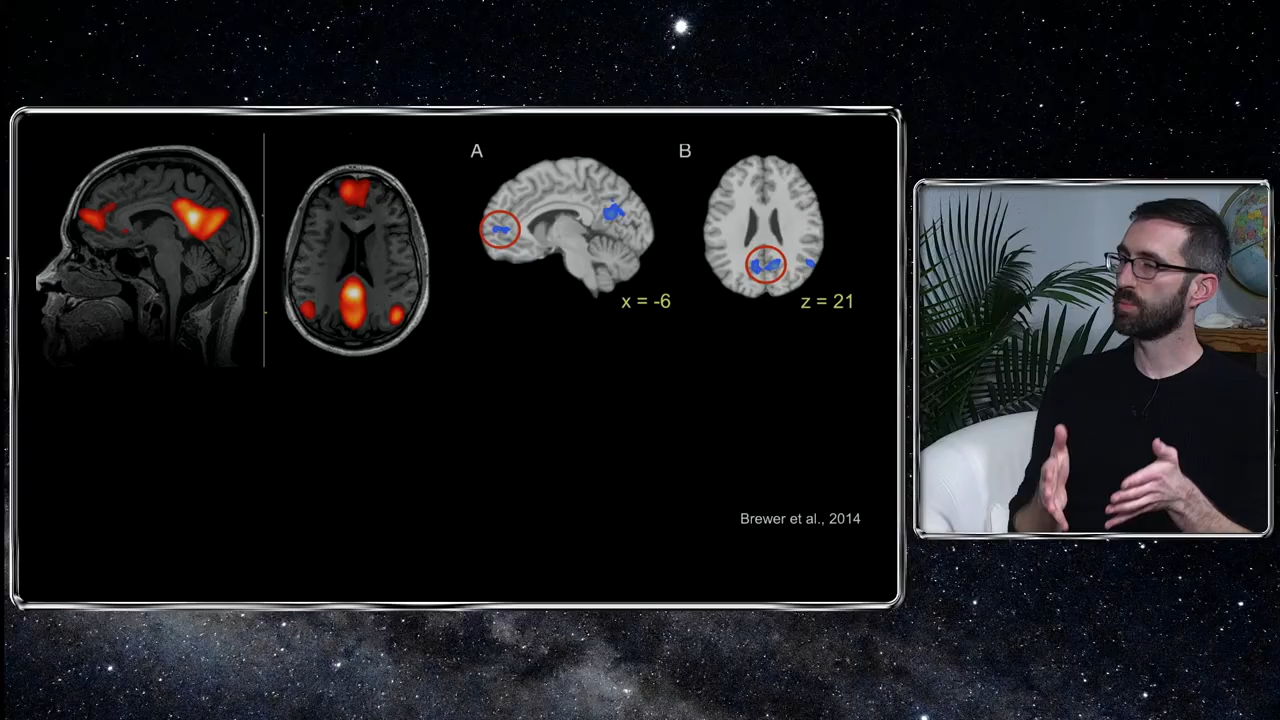 A
B
x = -6
z = 21
Brewer et al., 2014